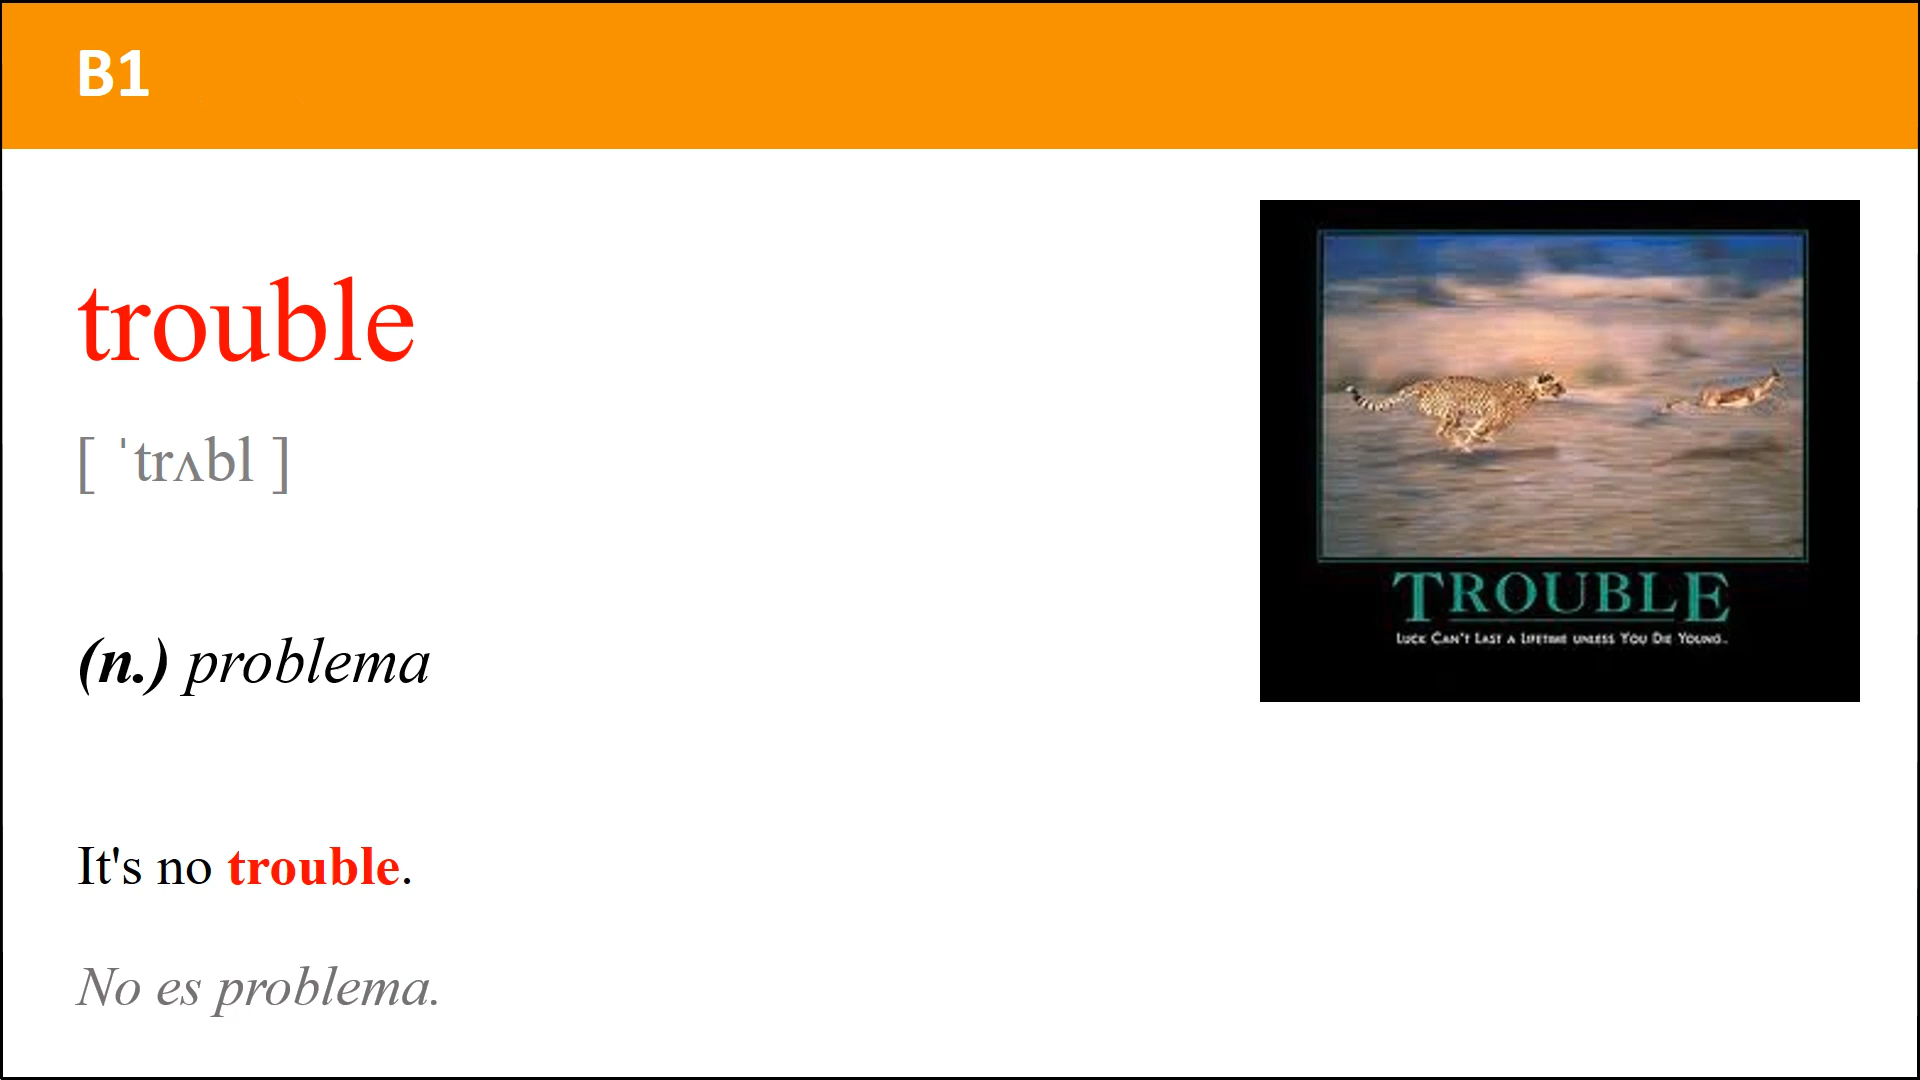 B1
trouble
[ ˈtrʌbl ]
(n.) problema
It's no trouble.
No es problema.
TROUBLE
LUCK CAN'T LAST A LIFETIME UNLESS YOU DIE YOUNG.